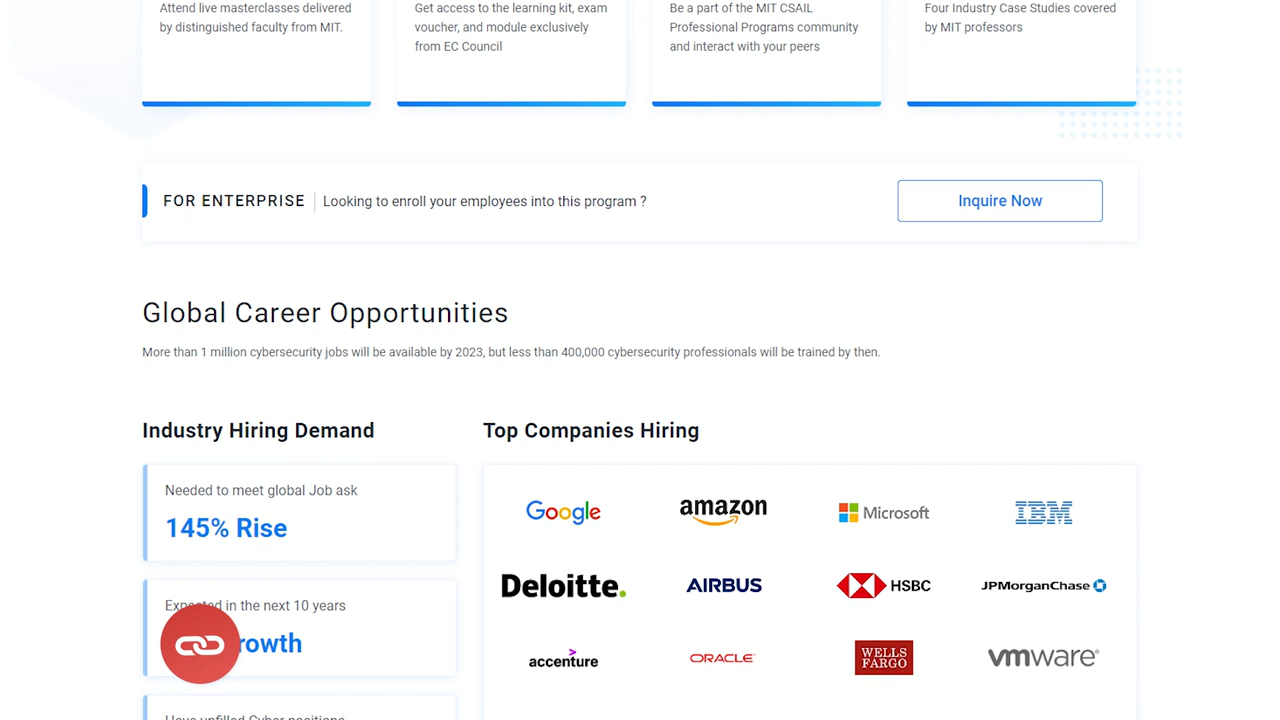 Attend live masterclasses delivered
by distinguished faculty from MIT.
Get access to the learning kit, exam
voucher, and module exclusively
from EC Council
Be a part of the MIT CSAIL
Professional Programs community
and interact with your peers
Four Industry Case Studies covered
by MIT professors
FOR ENTERPRISE
Looking to enroll your employees into this program ?
Inquire Now
Global Career Opportunities
More than 1 million cybersecurity jobs will be available by 2023, but less than 400,000 cybersecurity professionals will be trained by then.
Industry Hiring Demand
Needed to meet global Job ask
145% Rise
Expected in the next 10 years
rowth
Have unfilled Cyber positions
Top Companies Hiring
Google
amazon
Microsoft
IBM
Deloitte.
AIRBUS
HSBC
JPMorganChase
accenture
ORACLE
WELLS
FARGO
vmware